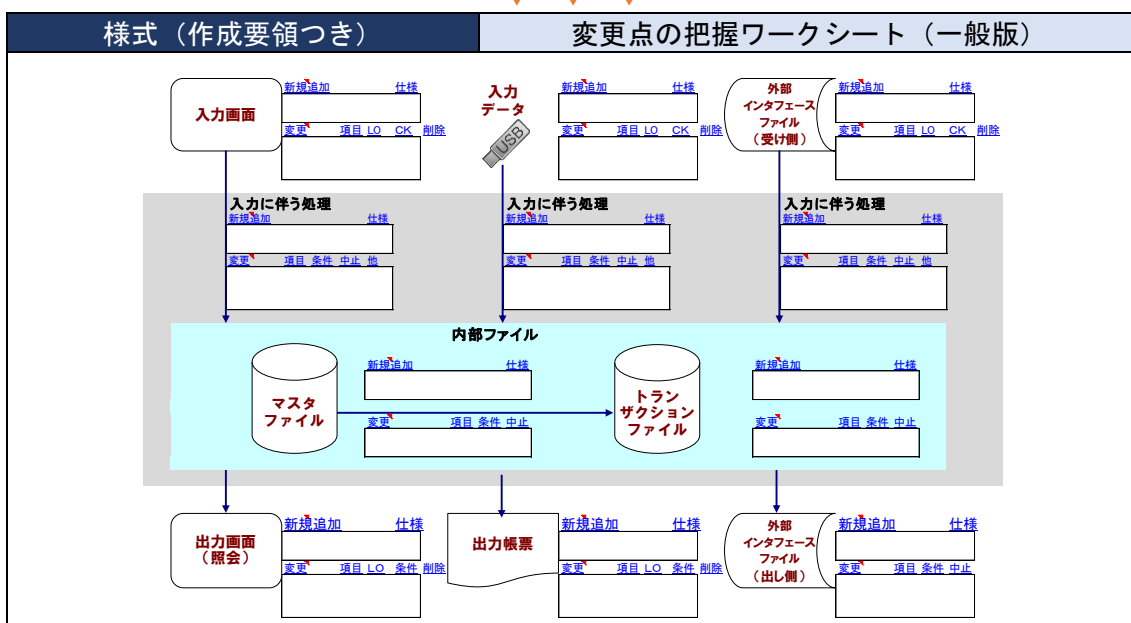 様式（作成要領つき）
変更点の把握ワークシート（一般版）
入力画面
新規追加 仕様
変更 項目 LO CK 削除
入力
データ
USB
新規追加 仕様
変更 項目 LO CK 削除
外部
インタフェース
ファイル
（受け側）
新規追加 仕様
変更 項目 LO CK 削除
入力に伴う処理
新規追加 仕様
変更 項目 条件 中止 他
入力に伴う処理
新規追加 仕様
変更 項目 条件 中止 他
入力に伴う処理
新規追加 仕様
変更 項目 条件 中止 他
内部ファイル
マスタ
ファイル
新規追加 仕様
変更 項目 条件 中止
トラン
ザクション
ファイル
新規追加 仕様
変更 項目 条件 中止
出力画面
（照会）
新規追加 仕様
変更 項目 LO 条件 削除
出力帳票
新規追加 仕様
変更 項目 LO 条件 削除
外部
インタフェース
ファイル
（出し側）
新規追加 仕様
変更 項目 条件 中止